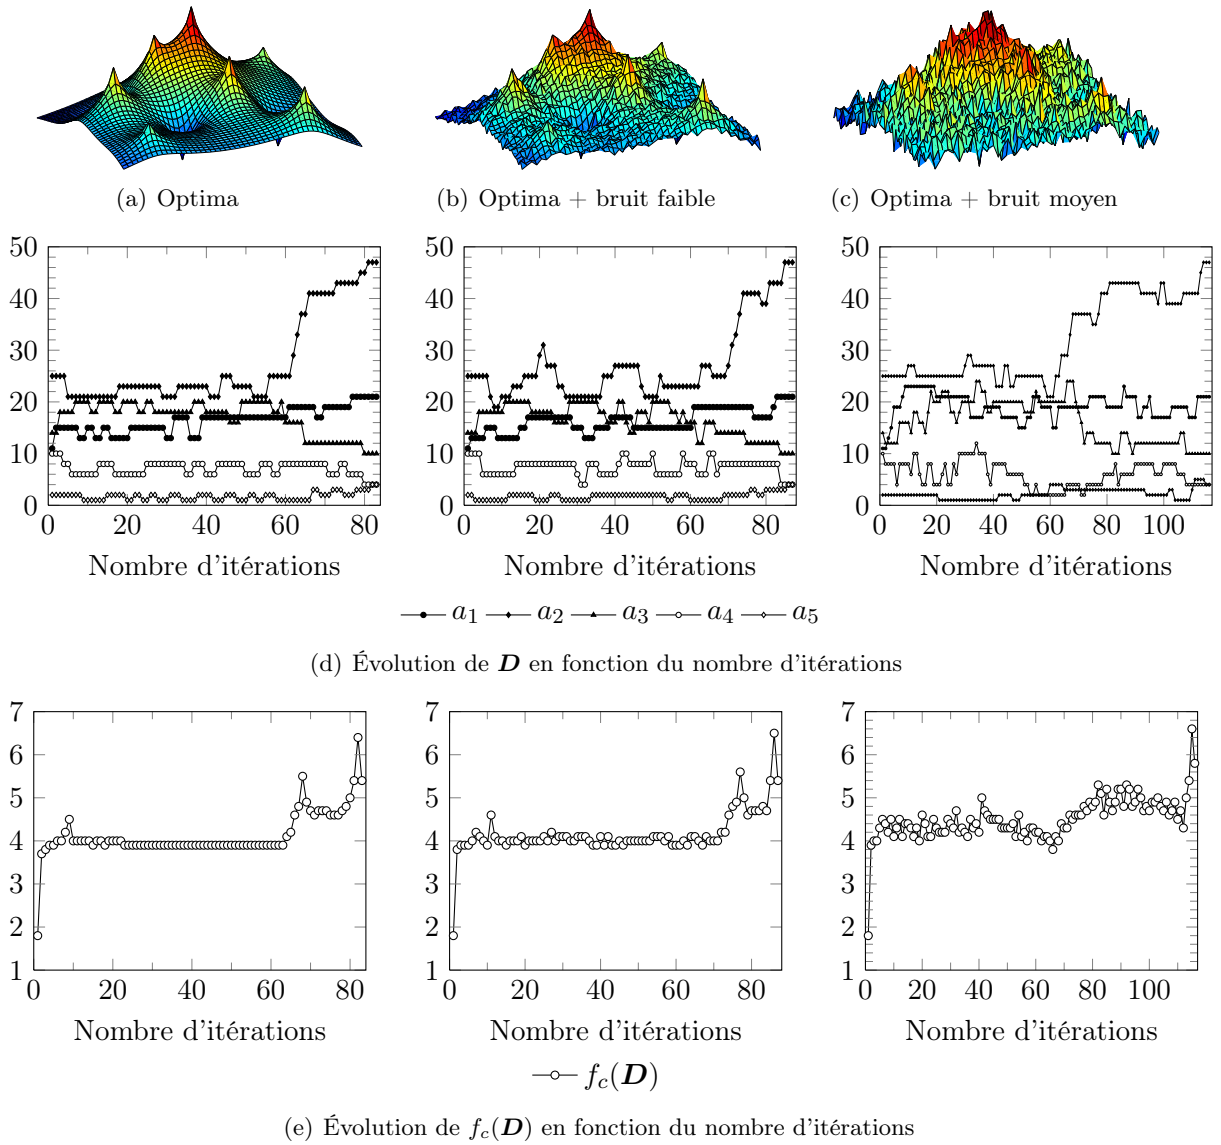 (a) Optima
(b) Optima + bruit faible
(c) Optima + bruit moyen
50
40
30
20
10
0
0 20 40 60 80
Nombre d'itérations
50
40
30
20
10
0
0 20 40 60 80
Nombre d'itérations
50
40
30
20
10
0
0 20 40 60 80 100
Nombre d'itérations
a1 a2 a3 a4 a5
(d) Évolution de D en fonction du nombre d'itérations
7
6
5
4
3
2
1
0 20 40 60 80
Nombre d'itérations
7
6
5
4
3
2
1
0 20 40 60 80
Nombre d'itérations
7
6
5
4
3
2
1
0 20 40 60 80 100
Nombre d'itérations
fc(D)
(e) Évolution de fc(D) en fonction du nombre d'itérations